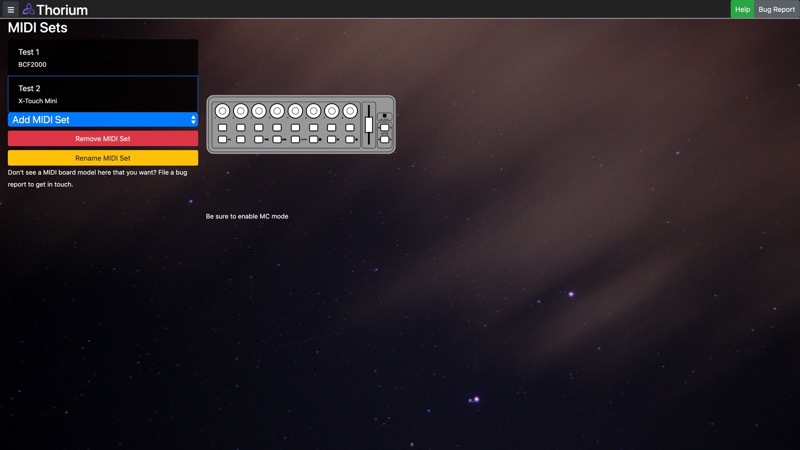 Thorium
Help
Bug Report
MIDI Sets
Test 1
BCF2000
Test 2
X-Touch Mini
Add MIDI Set
Remove MIDI Set
Rename MIDI Set
Don't see a MIDI board model here that you want? File a bug
report to get in touch.
Be sure to enable MC mode